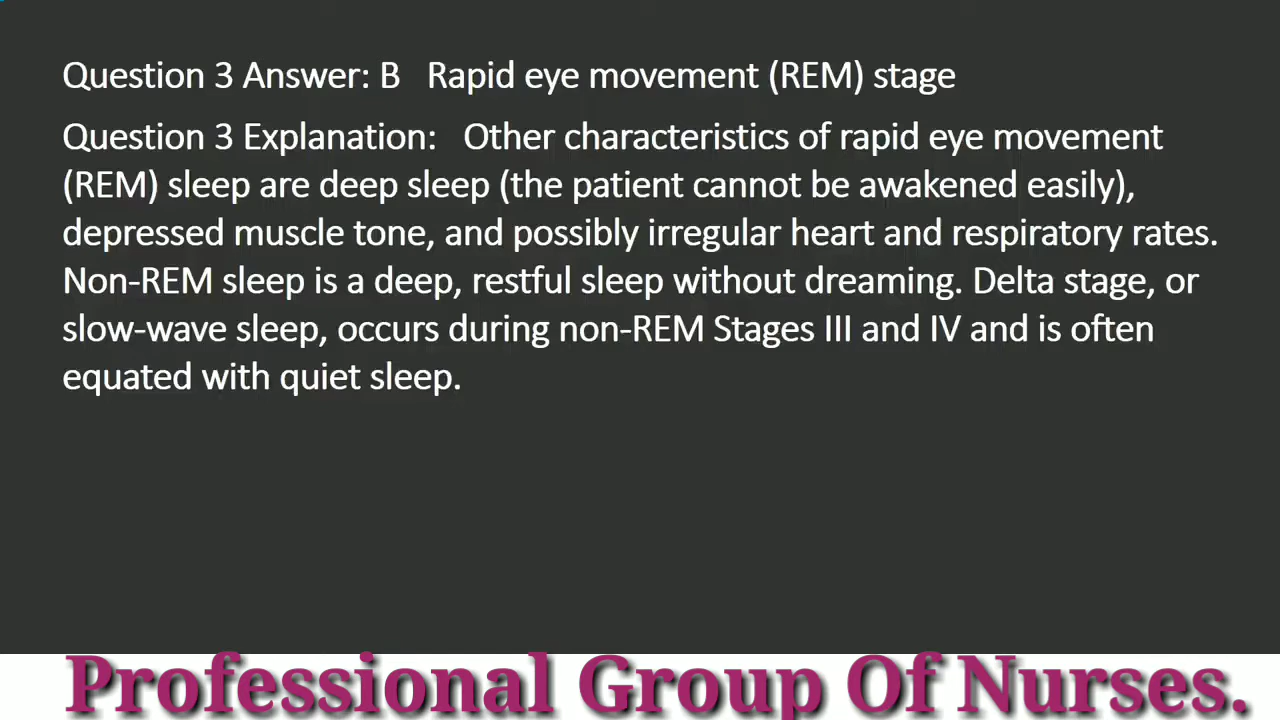 Question 3 Answer: B Rapid eye movement (REM) stage
Question 3 Explanation: Other characteristics of rapid eye movement
(REM) sleep are deep sleep (the patient cannot be awakened easily),
depressed muscle tone, and possibly irregular heart and respiratory rates.
Non-REM sleep is a deep, restful sleep without dreaming. Delta stage, or
slow-wave sleep, occurs during non-REM Stages III and IV and is often
equated with quiet sleep.
Professional Group Of Nurses.